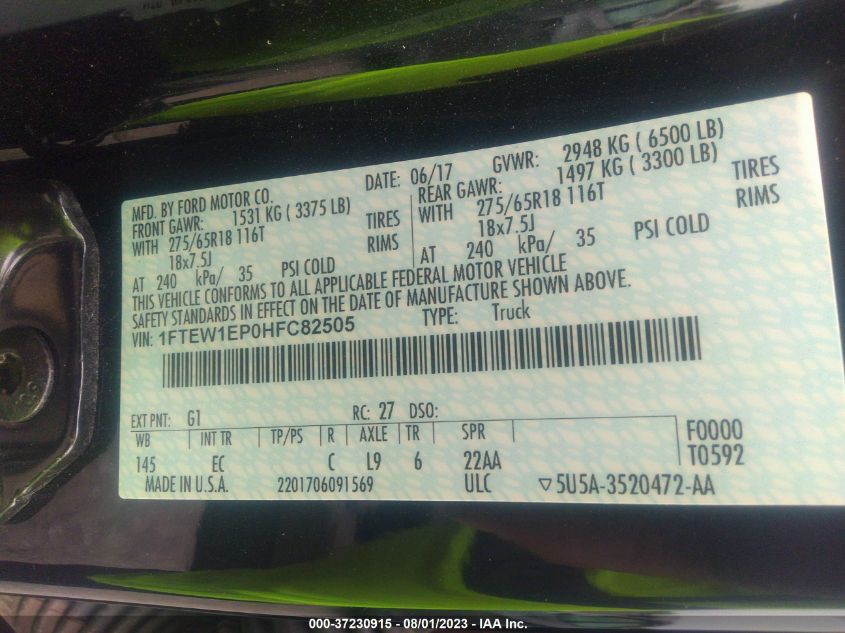 MFD. BY FORD MOTOR CO.
DATE: 06/17 GVWR: 2948 KG ( 6500 LB)
FRONT GAWR: 1531 KG ( 3375 LB)
REAR GAWR: 1497 KG ( 3300 LB)
WITH 275/65R18 116T TIRES
WITH 275/65R18 116T TIRES
18x7.5J RIMS
18x7.5J RIMS
AT 240 kPa/ 35 PSI COLD
AT 240 kPa/ 35 PSI COLD
THIS VEHICLE CONFORMS TO ALL APPLICABLE FEDERAL MOTOR VEHICLE
SAFETY STANDARDS IN EFFECT ON THE DATE OF MANUFACTURE SHOWN ABOVE.
VIN: 1FTEW1EP0HFC82505 TYPE: Truck
EXT PNT: G1 RC: 27 DSO:
WB INT TR TP/PS R AXLE TR SPR F0000
145 EC C L9 6 22AA T0592
MADE IN U.S.A. 2201706091569 ULC ▽5U5A-3520472-AA
000-37230915 - 08/01/2023 - IAA Inc.